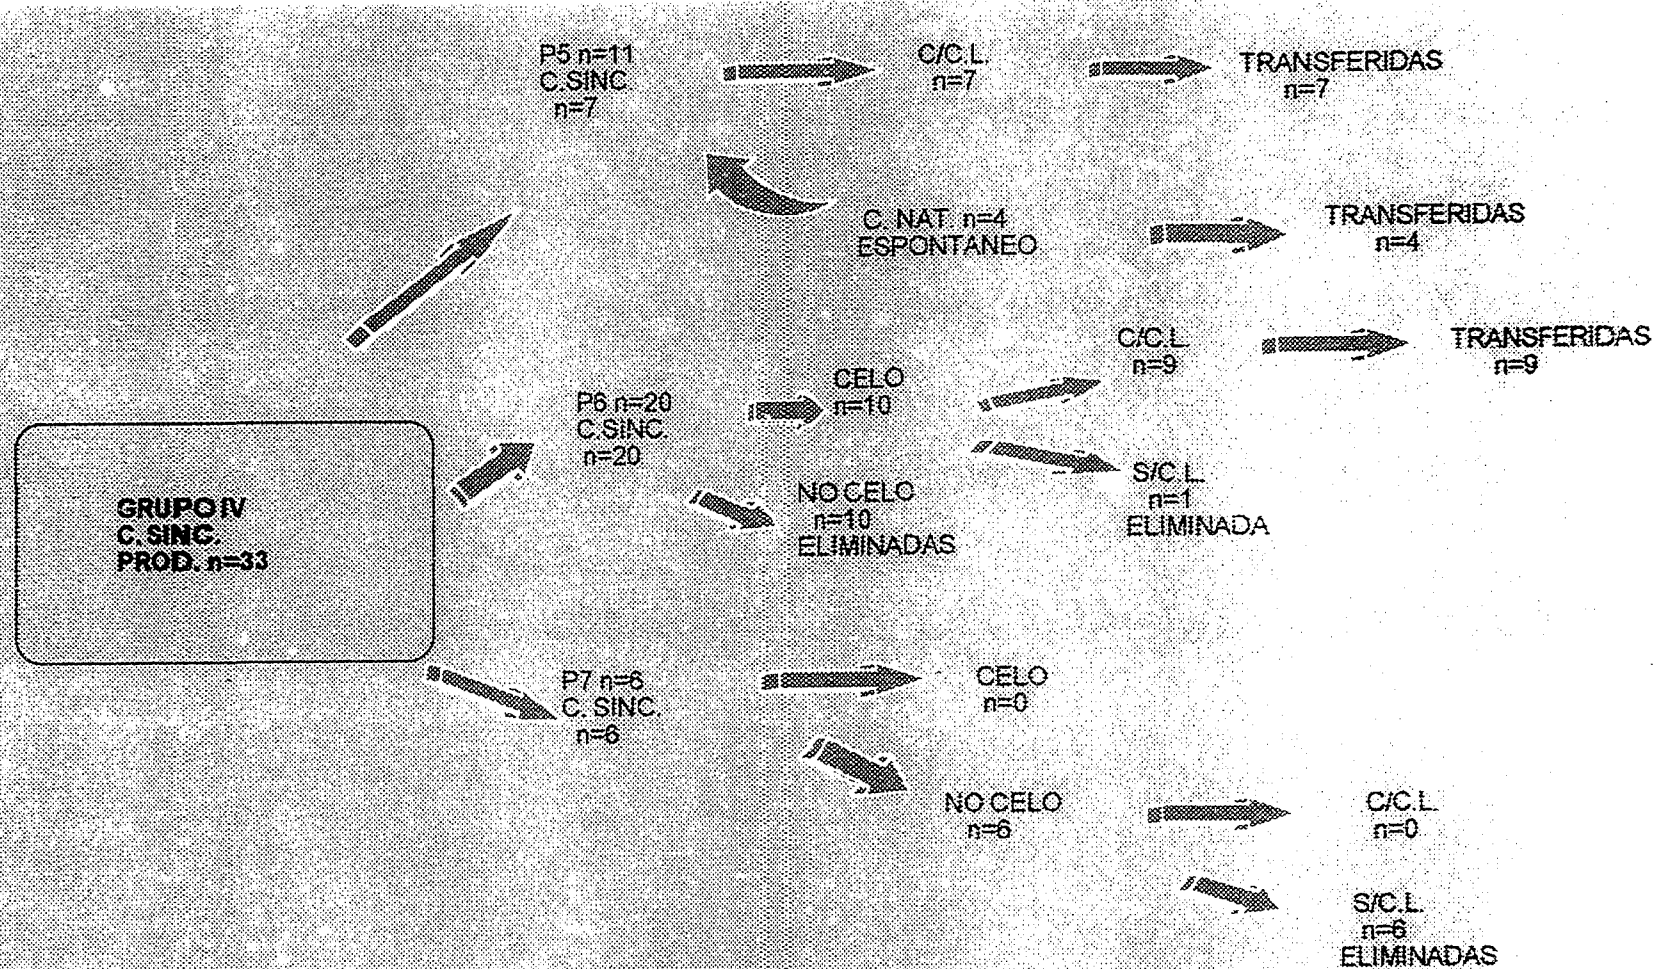 P5 n=11
C.SINC.
n=7
C/C.L.
n=7
TRANSFERIDAS
n=7
C. NAT. n=4
ESPONTANEO
TRANSFERIDAS
n=4
C/C.L.
n=9
TRANSFERIDAS
n=9
P6 n=20
C.SINC.
n=20
CELO
n=10
NO CELO
n=10
ELIMINADAS
S/C.L.
n=1
ELIMINADA
GRUPO IV
C. SINC.
PROD. n=33
P7 n=6
C. SINC.
n=6
CELO
n=0
NO CELO
n=6
C/C.L.
n=0
S/C.L.
n=6
ELIMINADAS